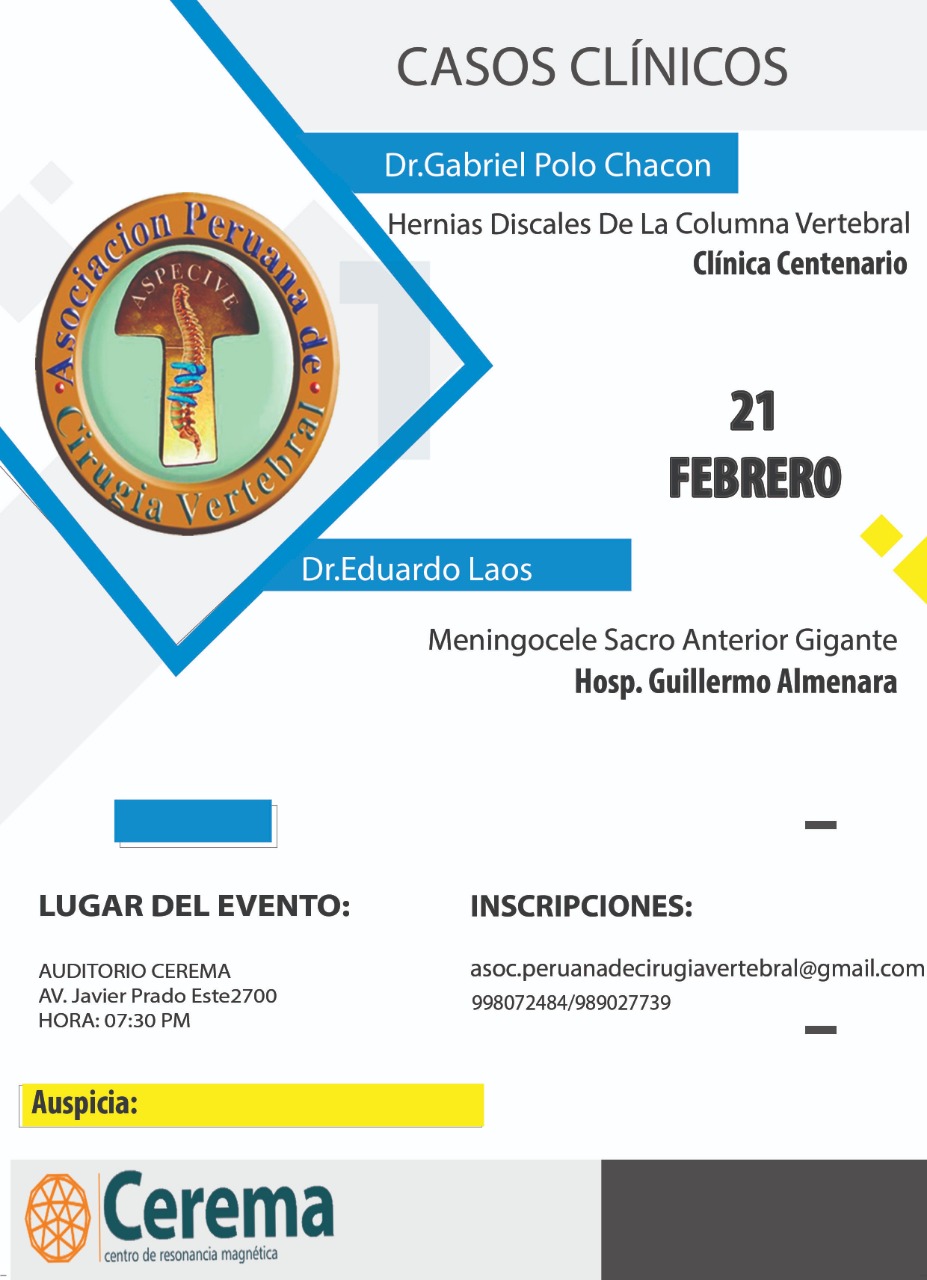 CASOS CLÍNICOS
Dr.Gabriel Polo Chacon
Hernias Discales De La Columna Vertebral
Clínica Centenario
Asociacion Peruana de
Cirugia Vertebral
ASPECIVE
21
FEBRERO
Dr.Eduardo Laos
Meningocele Sacro Anterior Gigante
Hosp. Guillermo Almenara
LUGAR DEL EVENTO:
AUDITORIO CEREMA
AV. Javier Prado Este2700
HORA: 07:30 PM
INSCRIPCIONES:
asoc.peruanadecirugiavertebral@gmail.com
998072484/989027739
Auspicia:
Cerema
centro de resonancia magnética